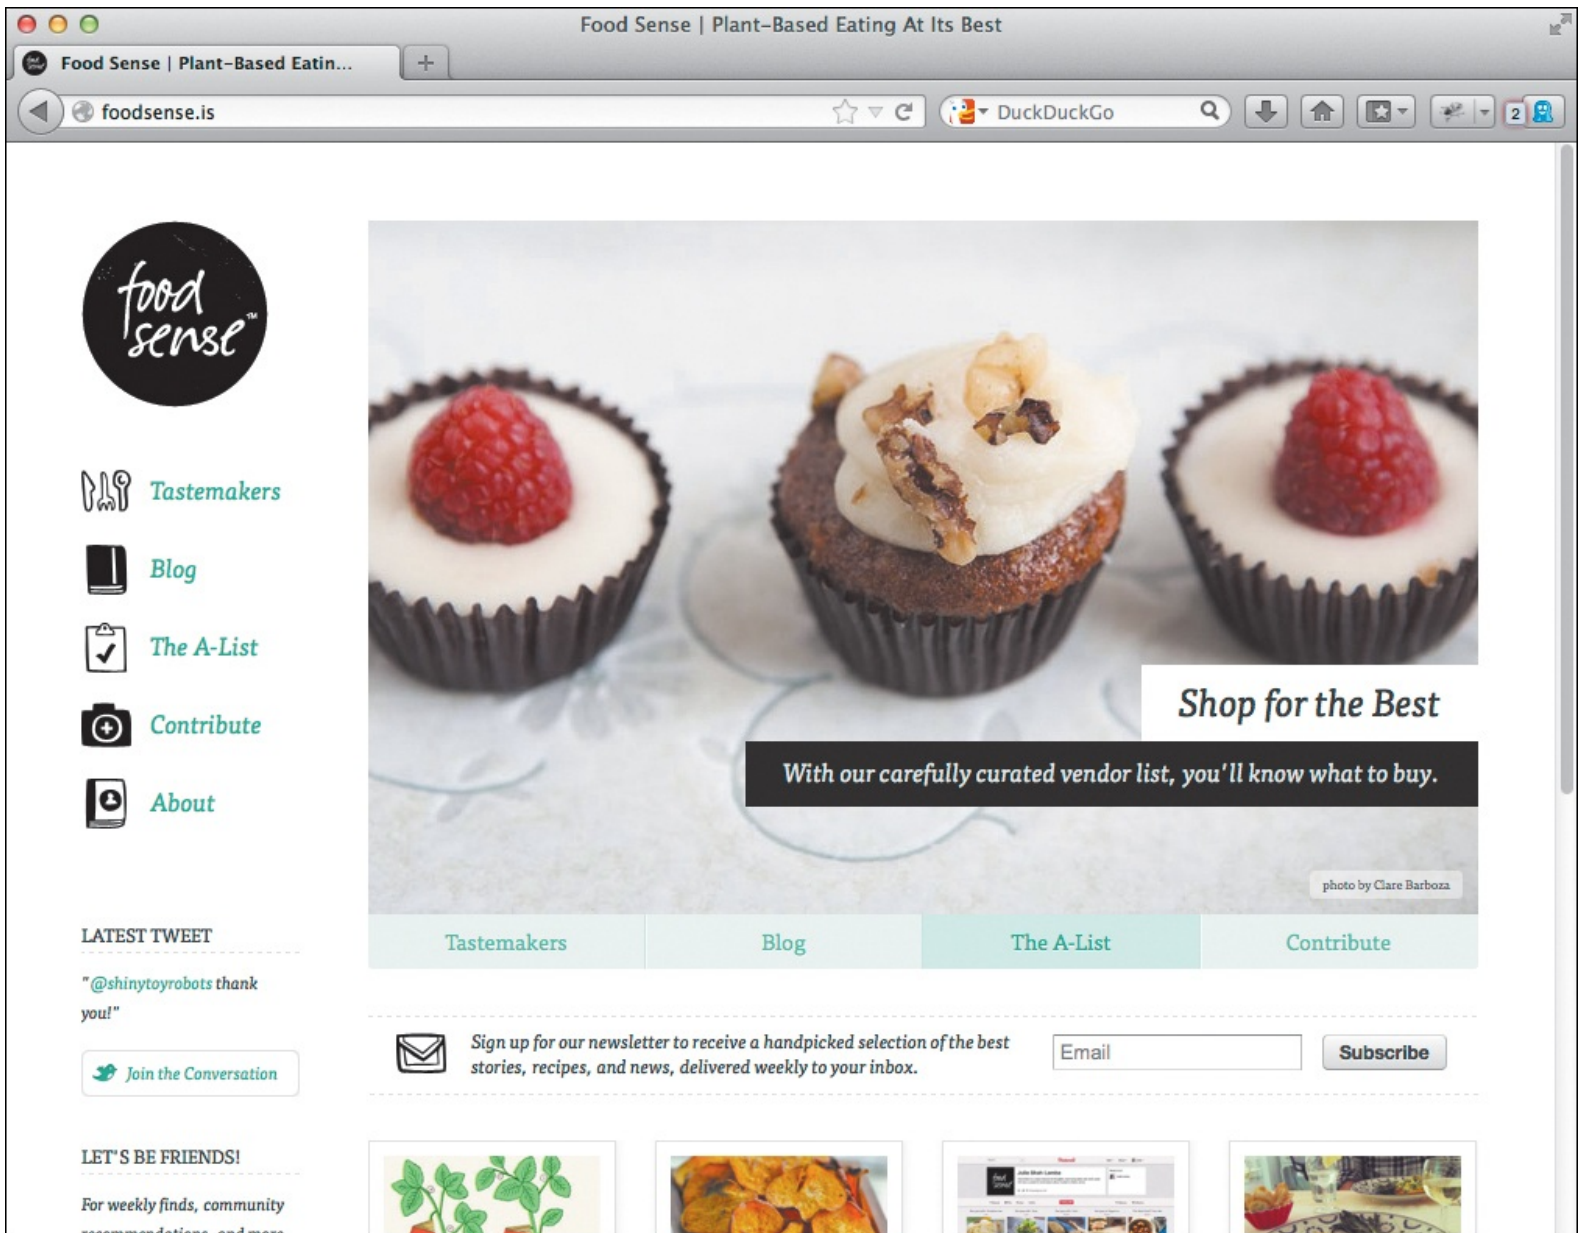 Food Sense | Plant-Based Eating At Its Best
Food Sense | Plant-Based Eatin...
foodsense.is
DuckDuckGo
2
food
sense™
Tastemakers
Blog
The A-List
Contribute
About
Shop for the Best
With our carefully curated vendor list, you'll know what to buy.
photo by Clare Barboza
Tastemakers Blog The A-List Contribute
LATEST TWEET
"@shinytoyrobots thank
you!"
Join the Conversation
Sign up for our newsletter to receive a handpicked selection of the best
stories, recipes, and news, delivered weekly to your inbox.
Email
Subscribe
LET'S BE FRIENDS!
For weekly finds, community